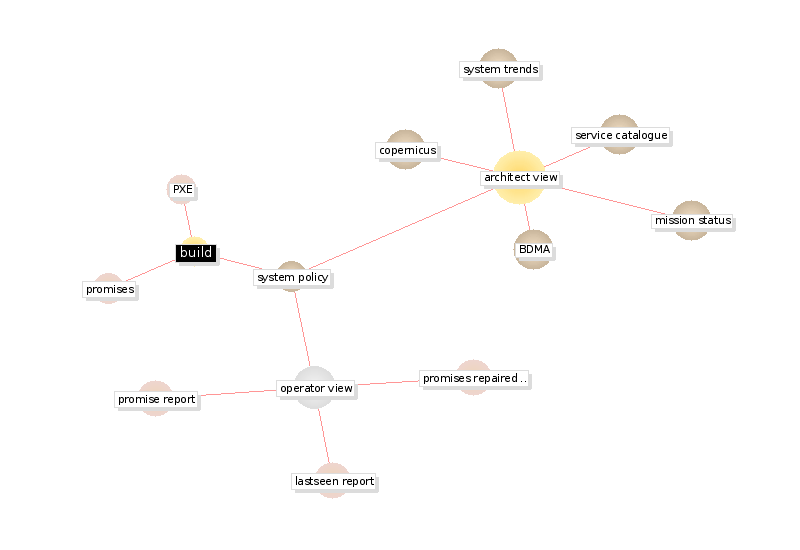 system trends
service catalogue
copernicus
architect view
PXE
mission status
BDMA
build
system policy
promises
promises repaired ..
operator view
promise report
lastseen report